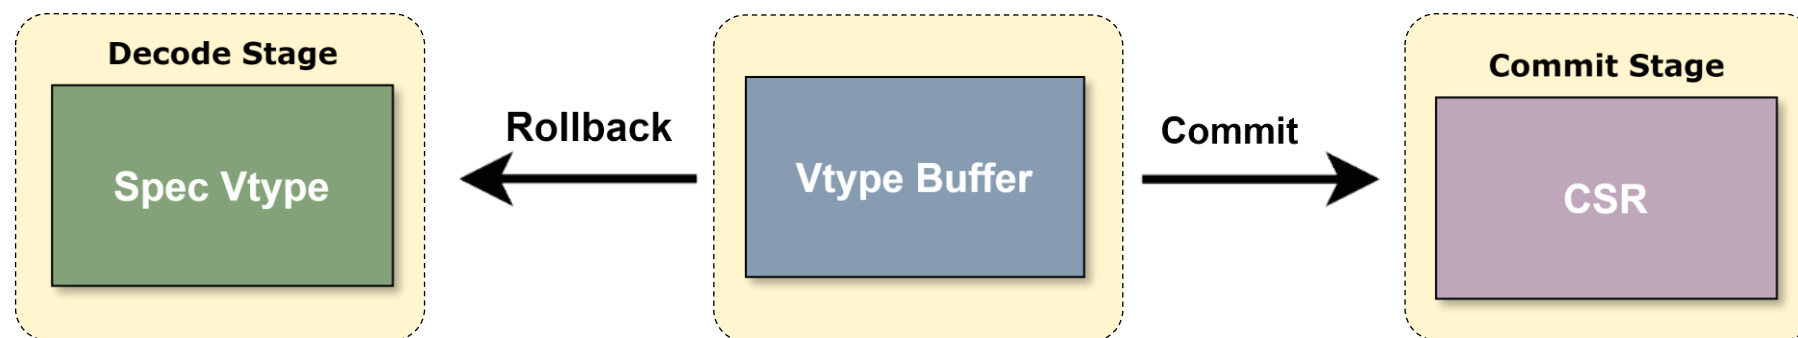 Decode Stage
Spec Vtype
Rollback
Vtype Buffer
Commit
Commit Stage
CSR